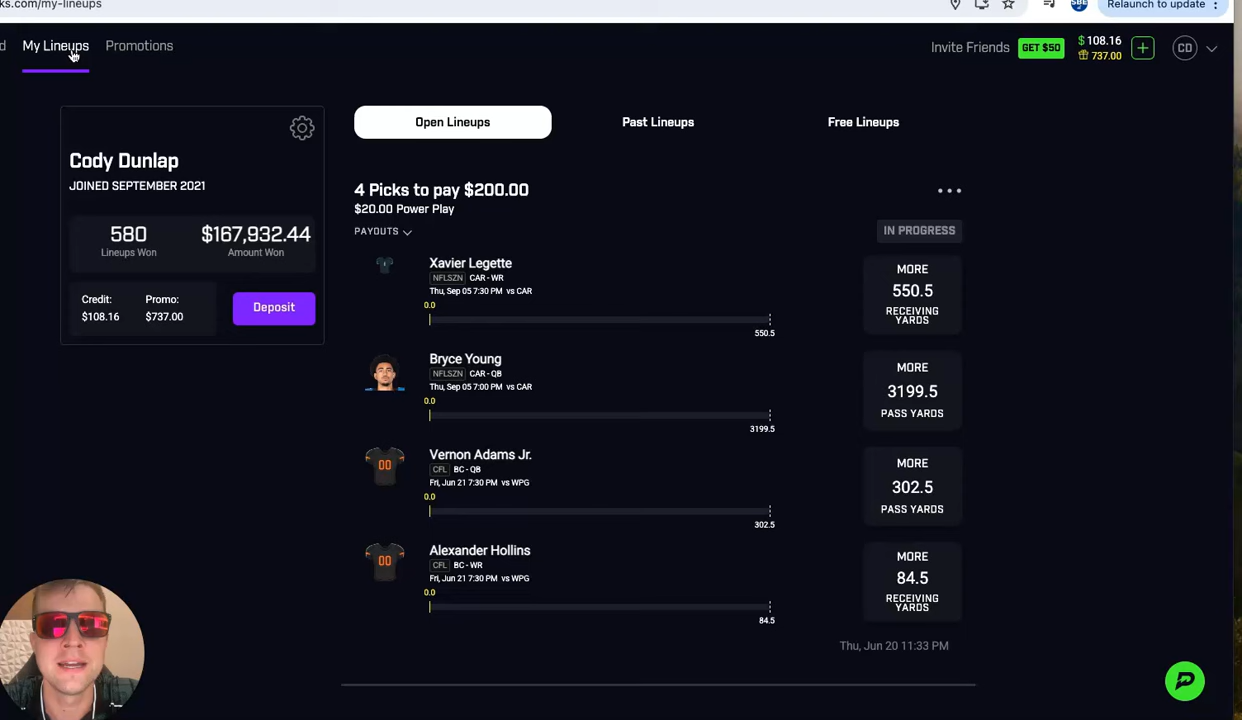 ks.com/my-lineups
SBE
Relaunch to update
d
My Lineups
Promotions
Invite Friends
GET $50
$108.16
737.00
CD
Cody Dunlap
JOINED SEPTEMBER 2021
580
Lineups Won
$167,932.44
Amount Won
Credit:
$108.16
Promo:
$737.00
Deposit
Open Lineups
Past Lineups
Free Lineups
4 Picks to pay $200.00
$20.00 Power Play
PAYOUTS
IN PROGRESS
Xavier Legette
NFLSZN CAR - WR
Thu, Sep 05 7:30 PM vs CAR
0.0
550.5
MORE
550.5
RECEIVING
YARDS
Bryce Young
NFLSZN CAR - QB
Thu, Sep 05 7:00 PM vs CAR
0.0
3199.5
MORE
3199.5
PASS YARDS
00
Vernon Adams Jr.
CFL BC - QB
Fri, Jun 21 7:30 PM vs WPG
0.0
302.5
MORE
302.5
PASS YARDS
00
Alexander Hollins
CFL BC - WR
Fri, Jun 21 7:30 PM vs WPG
0.0
84.5
MORE
84.5
RECEIVING
YARDS
Thu, Jun 20 11:33 PM